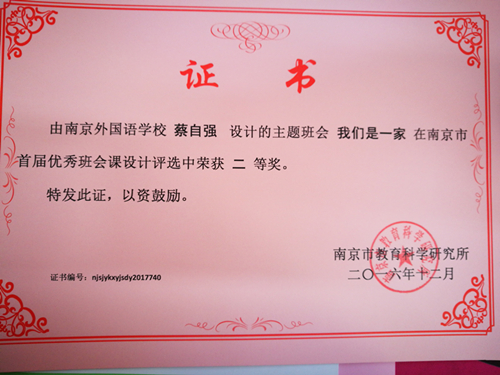 证 书
由南京外国语学校 蔡自强 设计的主题班会 我们是一家 在南京市
首届优秀班会课设计评选中荣获 二 等奖。
特发此证，以资鼓励。
南京市教育科学研究所
二〇一六年十二月
证书编号：njsjykxyjsdy2017740